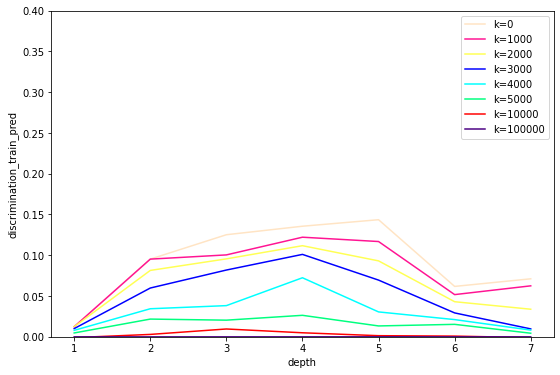 0.40
0.35
0.30
0.25
0.20
0.15
0.10
0.05
0.00
discrimination_train_pred
1 2 3 4 5 6 7
depth
k=0
k=1000
k=2000
k=3000
k=4000
k=5000
k=10000
k=100000